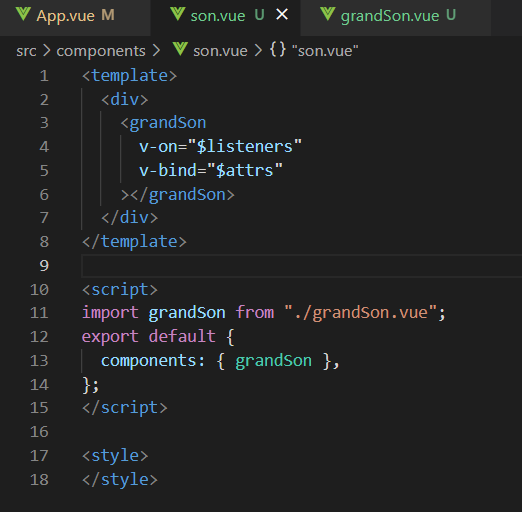 App.vue M son.vue U × grandSon.vue U
src > components > son.vue > {} "son.vue"
1 <template>
2 <div>
3 <grandSon
4 v-on="$listeners"
5 v-bind="$attrs"
6 ></grandSon>
7 </div>
8 </template>
9
10 <script>
11 import grandSon from "./grandSon.vue";
12 export default {
13 components: { grandSon },
14 };
15 </script>
16
17 <style>
18 </style>